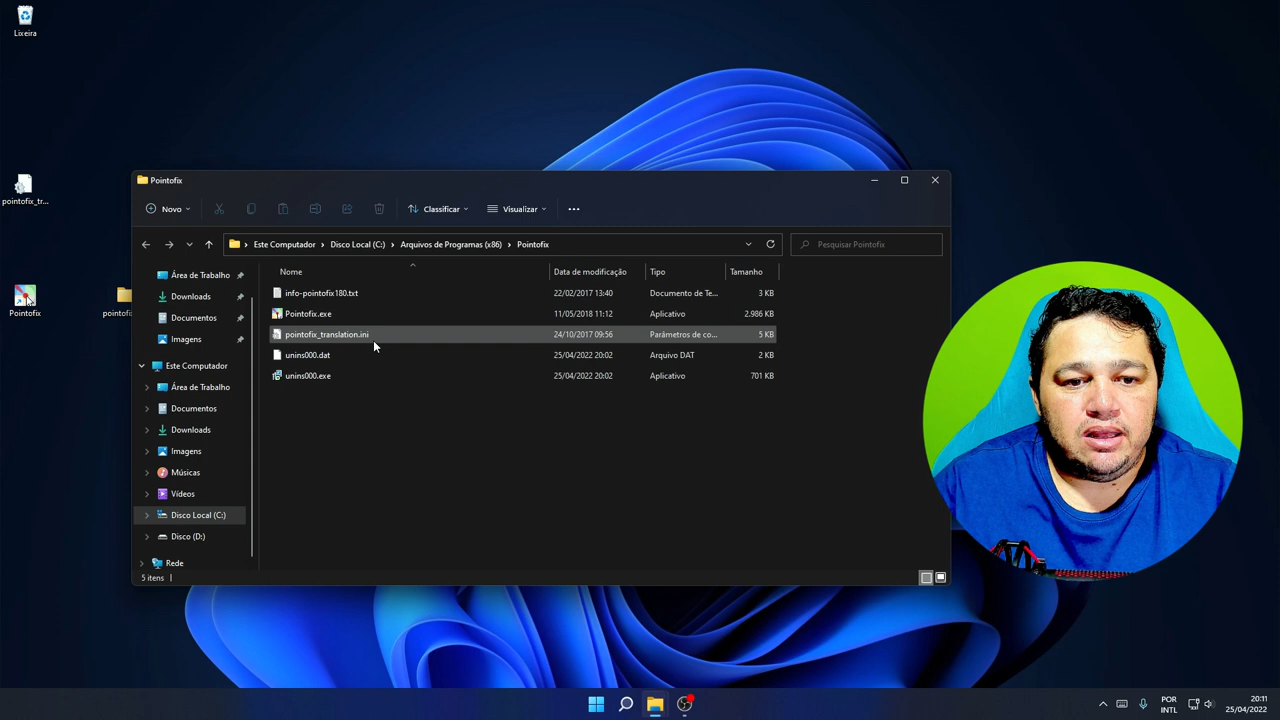 Lixeira
pointofix_tr...
Pointofix
pointofix
Pointofix
Novo
Classificar
Visualizar
Este Computador > Disco Local (C:) > Arquivos de Programas (x86) > Pointofix
Pesquisar Pointofix
Área de Trabalho
Downloads
Documentos
Imagens
Este Computador
Área de Trabalho
Documentos
Downloads
Imagens
Músicas
Vídeos
Disco Local (C:)
Disco (D:)
Rede
Nome Data de modificação Tipo Tamanho
info-pointofix180.txt 22/02/2017 13:40 Documento de Te... 3 KB
Pointofix.exe 11/05/2018 11:12 Aplicativo 2.986 KB
pointofix_translation.ini 24/10/2017 09:56 Parâmetros de co... 5 KB
unins000.dat 25/04/2022 20:02 Arquivo DAT 2 KB
unins000.exe 25/04/2022 20:02 Aplicativo 701 KB
5 itens
POR
INTL
20:11
25/04/2022